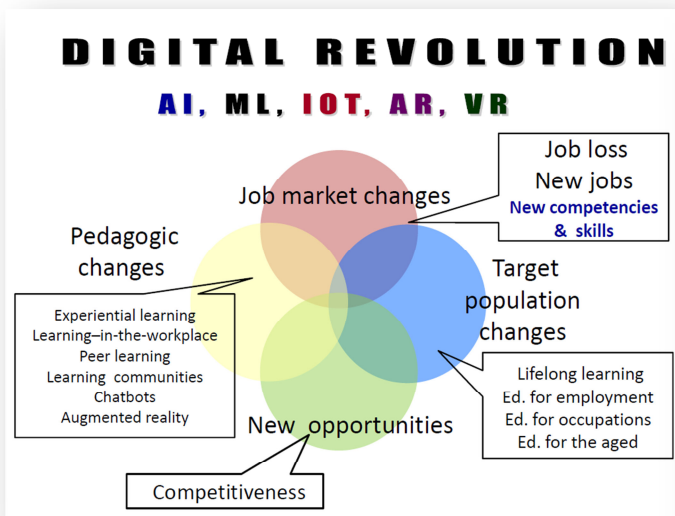 DIGITAL REVOLUTION
AI, ML, IOT, AR, VR
Job market changes
Job loss
New jobs
New competencies
& skills
Pedagogic
changes
Experiential learning
Learning–in-the-workplace
Peer learning
Learning communities
Chatbots
Augmented reality
Target
population
changes
Lifelong learning
Ed. for employment
Ed. for occupations
Ed. for the aged
New opportunities
Competitiveness